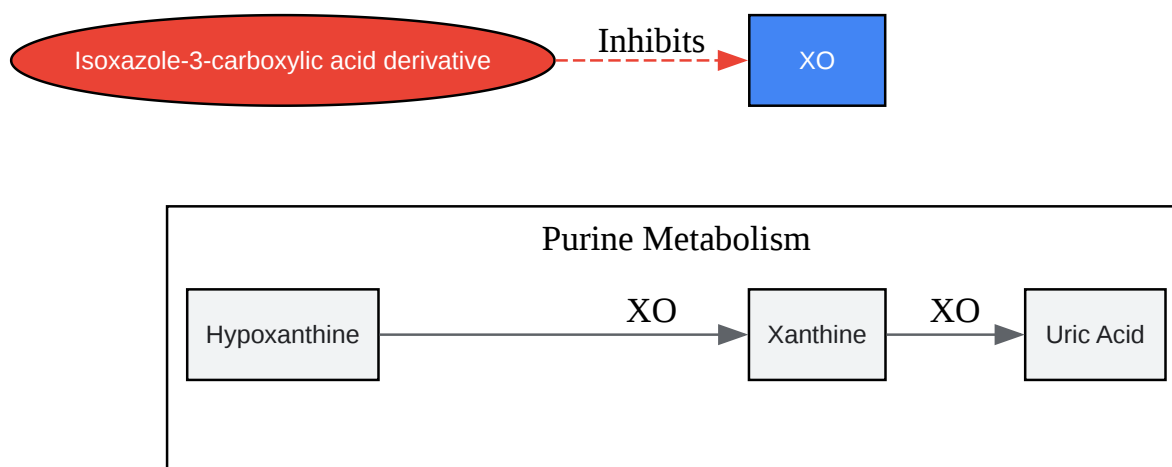 Isoxazole-3-carboxylic acid derivative
Inhibits
XO
Purine Metabolism
Hypoxanthine
XO
Xanthine
XO
Uric Acid